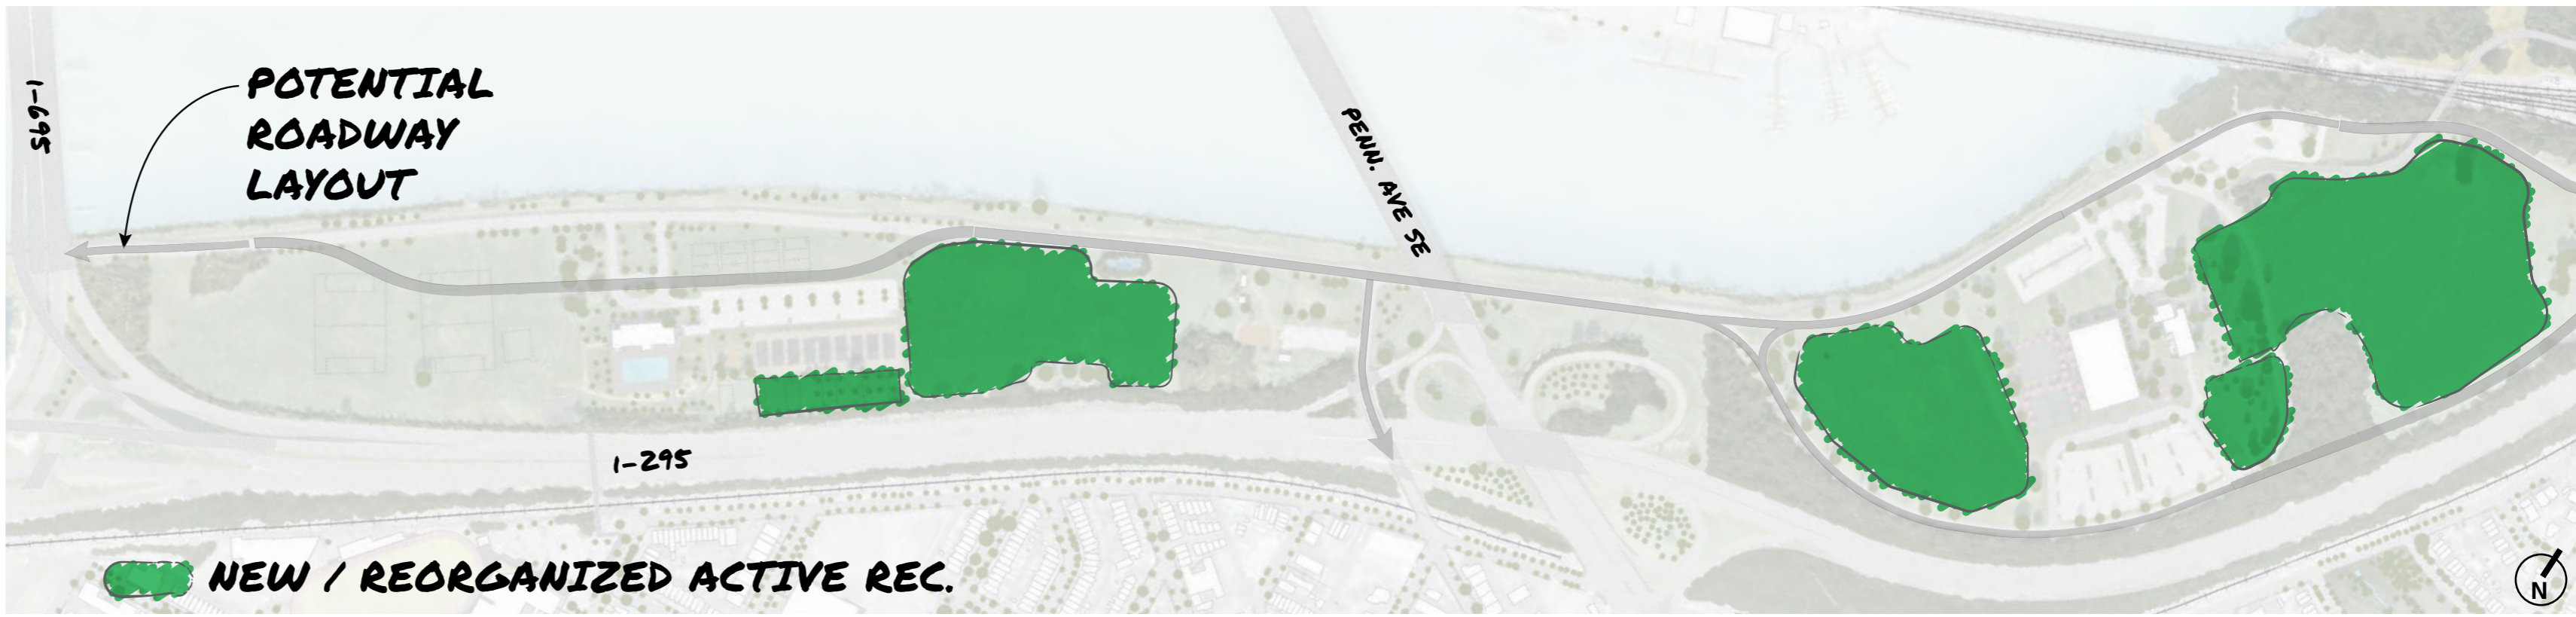 I-695
POTENTIAL
ROADWAY
LAYOUT
PENN. AVE SE
I-295
NEW / REORGANIZED ACTIVE REC.
N